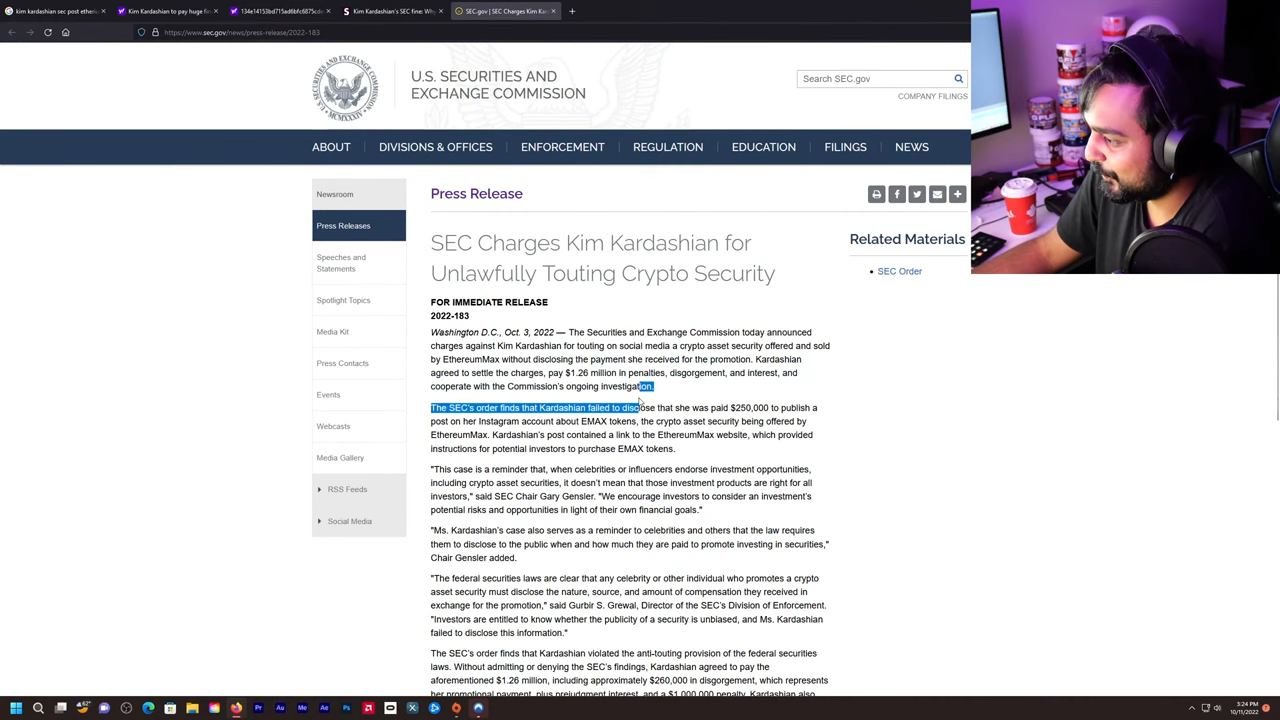 kim kardashian sec post ethe
Kim Kardashian to pay huge fin
134e14153bd715ad6bfc6875cda
Kim Kardashian's SEC fine: Wh
SEC.gov | SEC Charges Kim Kar
https://www.sec.gov/news/press-release/2022-183
U.S. SECURITIES AND
EXCHANGE COMMISSION
Search SEC.gov
COMPANY FILINGS
ABOUT
DIVISIONS & OFFICES
ENFORCEMENT
REGULATION
EDUCATION
FILINGS
NEWS
Newsroom
Press Releases
Speeches and
Statements
Spotlight Topics
Media Kit
Press Contacts
Events
Webcasts
Media Gallery
RSS Feeds
Social Media
Press Release
SEC Charges Kim Kardashian for
Unlawfully Touting Crypto Security
FOR IMMEDIATE RELEASE
2022-183
Washington D.C., Oct. 3, 2022 — The Securities and Exchange Commission today announced
charges against Kim Kardashian for touting on social media a crypto asset security offered and sold
by EthereumMax without disclosing the payment she received for the promotion. Kardashian
agreed to settle the charges, pay $1.26 million in penalties, disgorgement, and interest, and
cooperate with the Commission's ongoing investigation.
The SEC's order finds that Kardashian failed to disclose that she was paid $250,000 to publish a
post on her Instagram account about EMAX tokens, the crypto asset security being offered by
EthereumMax. Kardashian's post contained a link to the EthereumMax website, which provided
instructions for potential investors to purchase EMAX tokens.
"This case is a reminder that, when celebrities or influencers endorse investment opportunities,
including crypto asset securities, it doesn't mean that those investment products are right for all
investors," said SEC Chair Gary Gensler. "We encourage investors to consider an investment's
potential risks and opportunities in light of their own financial goals."
"Ms. Kardashian's case also serves as a reminder to celebrities and others that the law requires
them to disclose to the public when and how much they are paid to promote investing in securities,"
Chair Gensler added.
"The federal securities laws are clear that any celebrity or other individual who promotes a crypto
asset security must disclose the nature, source, and amount of compensation they received in
exchange for the promotion," said Gurbir S. Grewal, Director of the SEC's Division of Enforcement.
"Investors are entitled to know whether the publicity of a security is unbiased, and Ms. Kardashian
failed to disclose this information."
The SEC's order finds that Kardashian violated the anti-touting provision of the federal securities
laws. Without admitting or denying the SEC's findings, Kardashian agreed to pay the
aforementioned $1.26 million, including approximately $260,000 in disgorgement, which represents
her promotional payment, plus prejudgment interest, and a $1,000,000 penalty. Kardashian also
Related Materials
SEC Order
62°
Pr
Au
Me
Ae
Ps
3:24 PM
10/11/2022